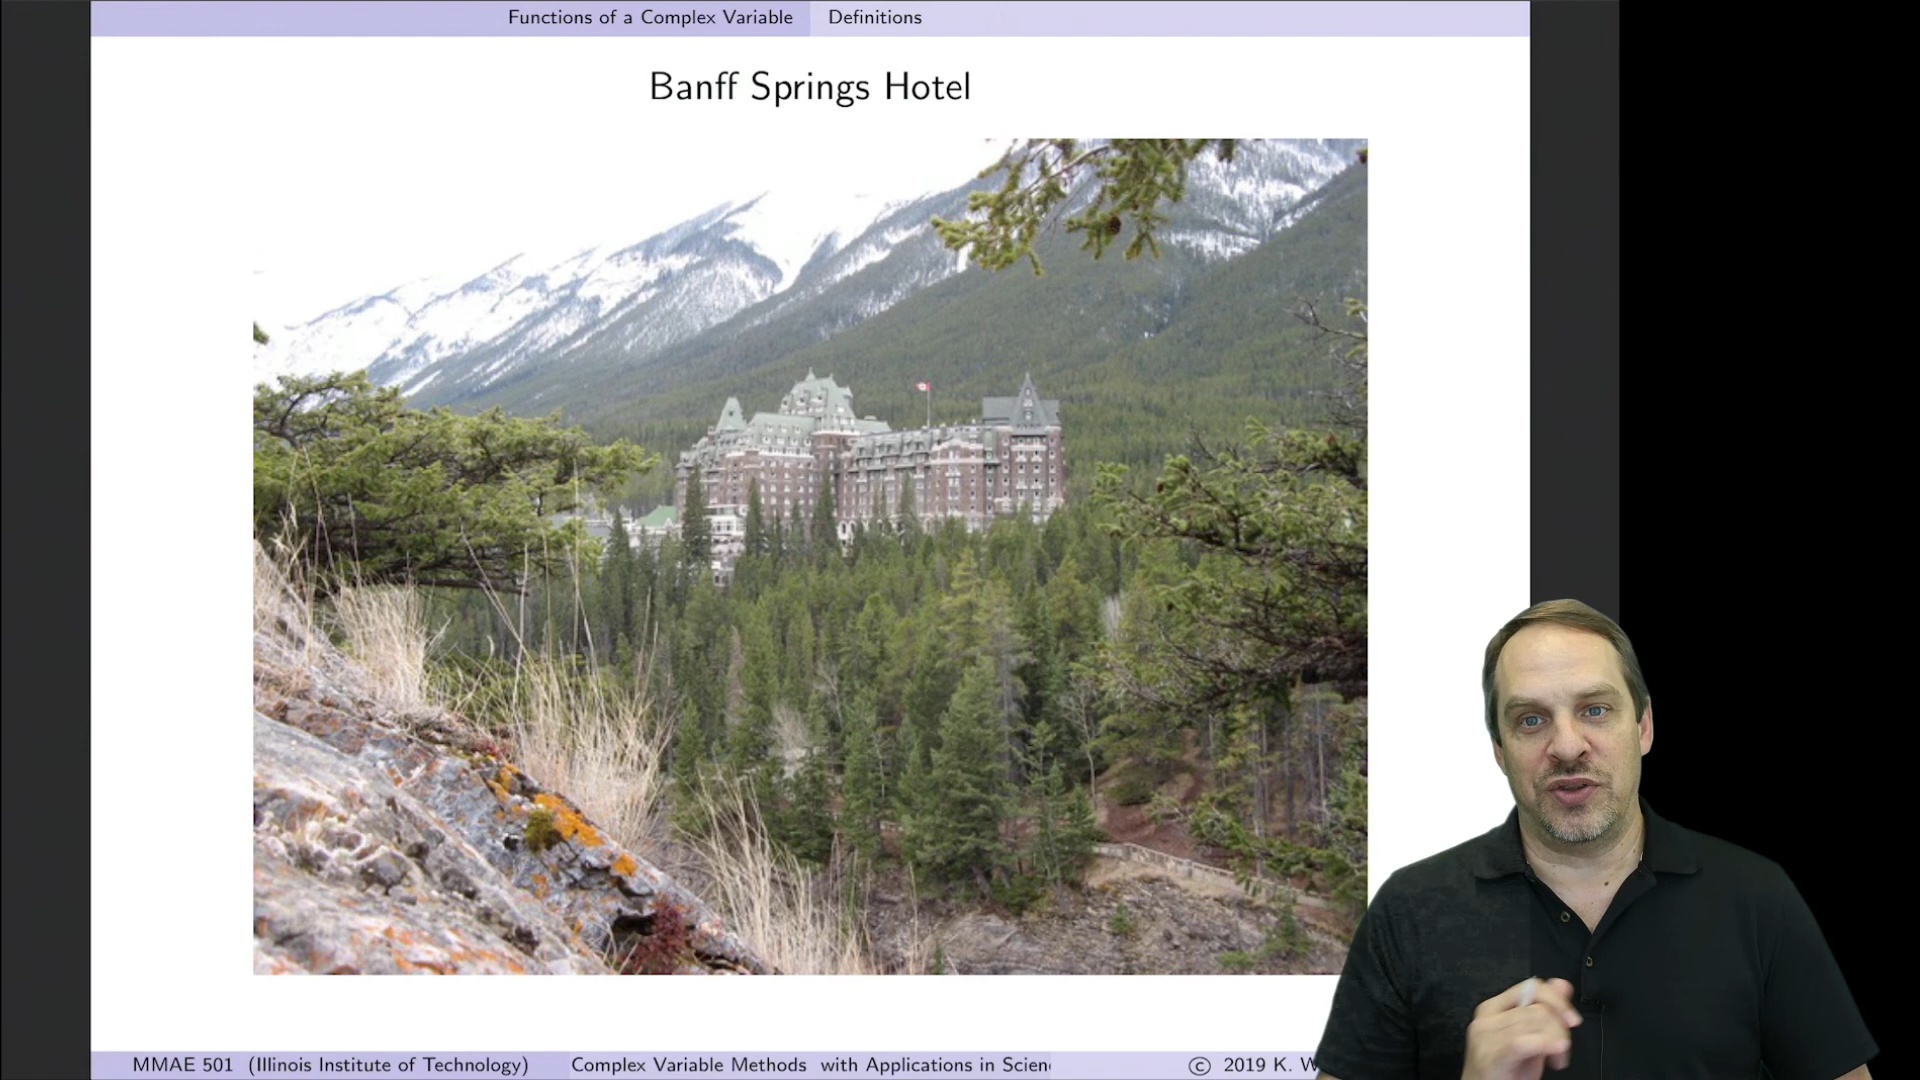 Functions of a Complex Variable Definitions
Banff Springs Hotel
MMAE 501 (Illinois Institute of Technology) Complex Variable Methods with Applications in Scien © 2019 K. W